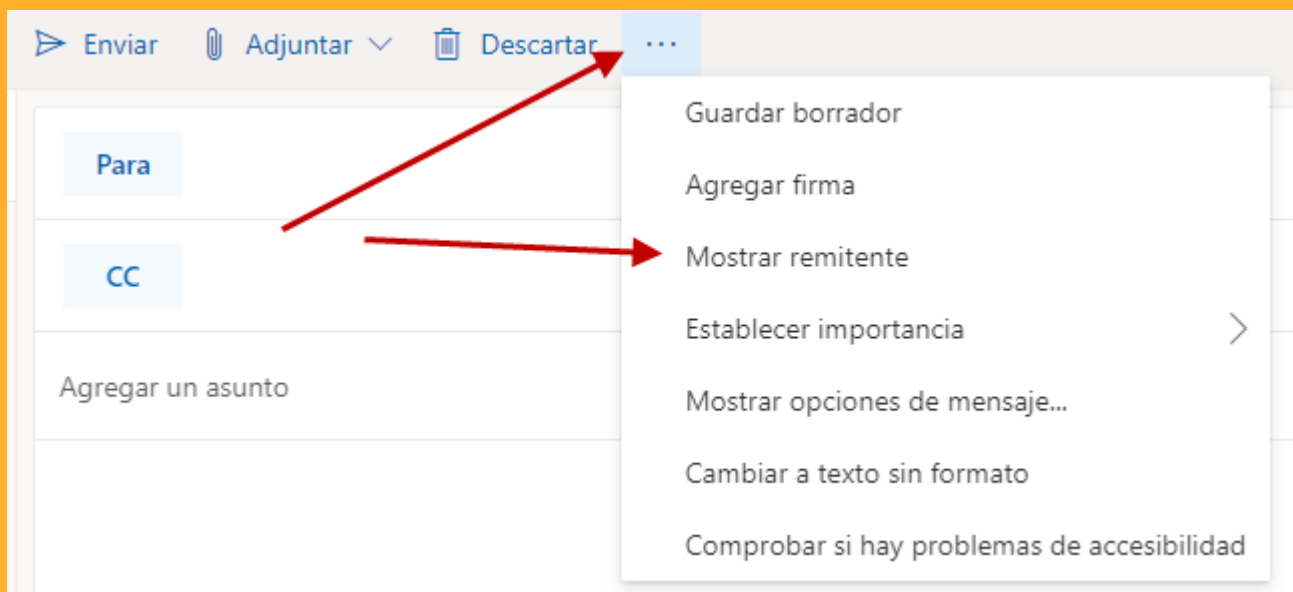 Enviar Adjuntar Descartar ...
Guardar borrador
Agregar firma
Mostrar remitente
Establecer importancia
Mostrar opciones de mensaje...
Cambiar a texto sin formato
Comprobar si hay problemas de accesibilidad
Para
CC
Agregar un asunto